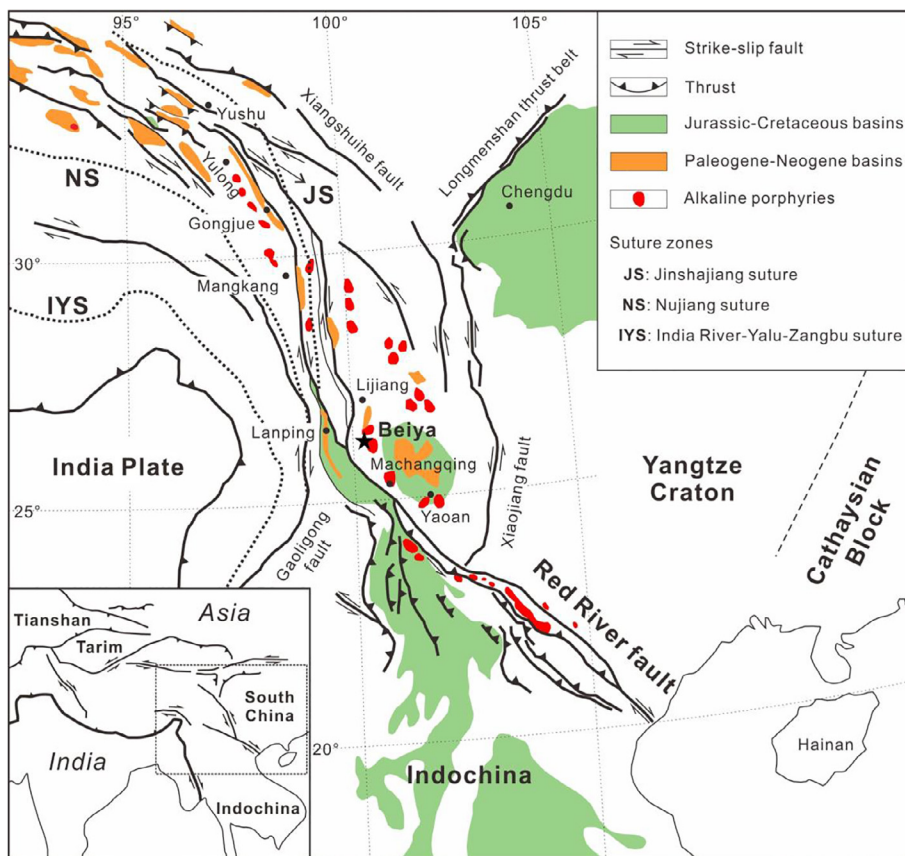 95°
100°
105°
Strike-slip fault
Thrust
Jurassic-Cretaceous basins
Paleogene-Neogene basins
Alkaline porphyries
Suture zones
JS: Jinshajiang suture
NS: Nujiang suture
IYS: India River-Yalu-Zangbu suture
Yushu
Xiangshuihe fault
Longmenshan thrust belt
Chengdu
NS
Yulong
JS
Gongjue
30°
Mangkang
IYS
Lijiang
Beiya
Lanping
Machangqing
India Plate
Yangtze
Craton
Yaoan
25°
Gaoligong
fault
Xiaojiang fault
Cathaysian
Block
Red River fault
Asia
Tianshan
Tarim
South
China
India
Indochina
20°
Indochina
Hainan